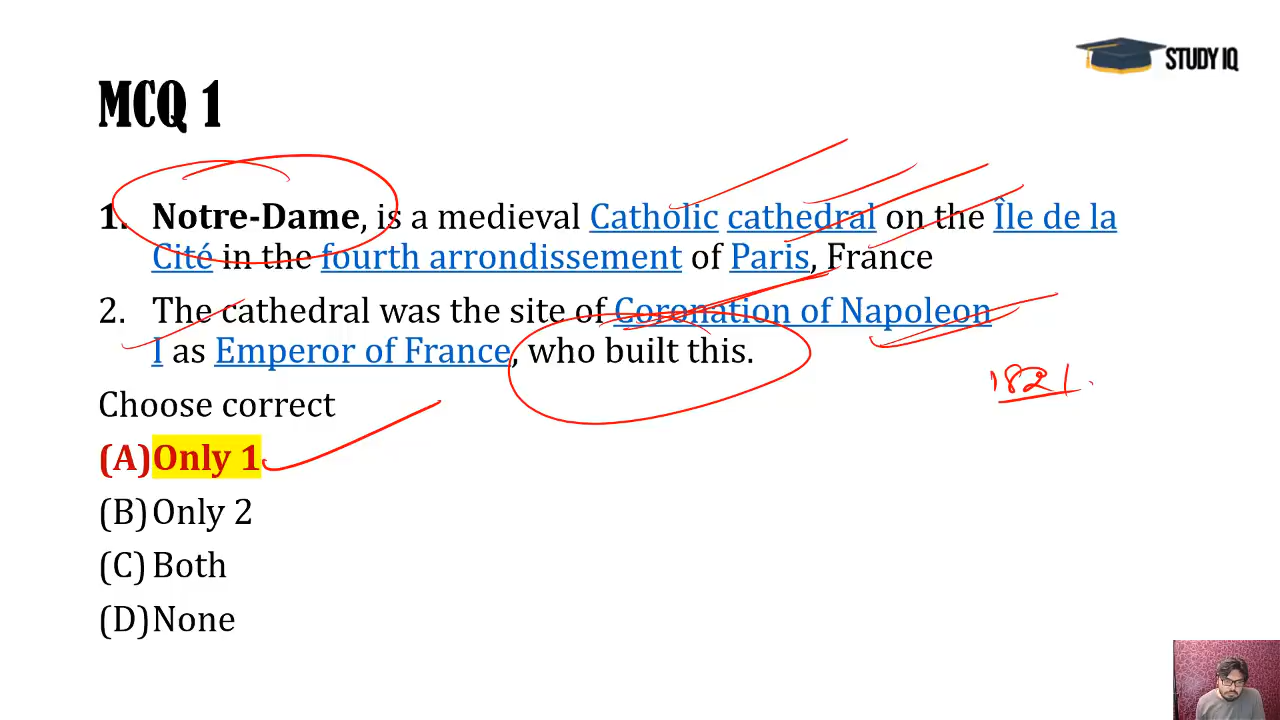 STUDY IQ
MCQ 1
1. Notre-Dame, is a medieval Catholic cathedral on the Île de la
Cité in the fourth arrondissement of Paris, France
2. The cathedral was the site of Coronation of Napoleon
I as Emperor of France, who built this.
1821.
Choose correct
(A) Only 1
(B) Only 2
(C) Both
(D) None